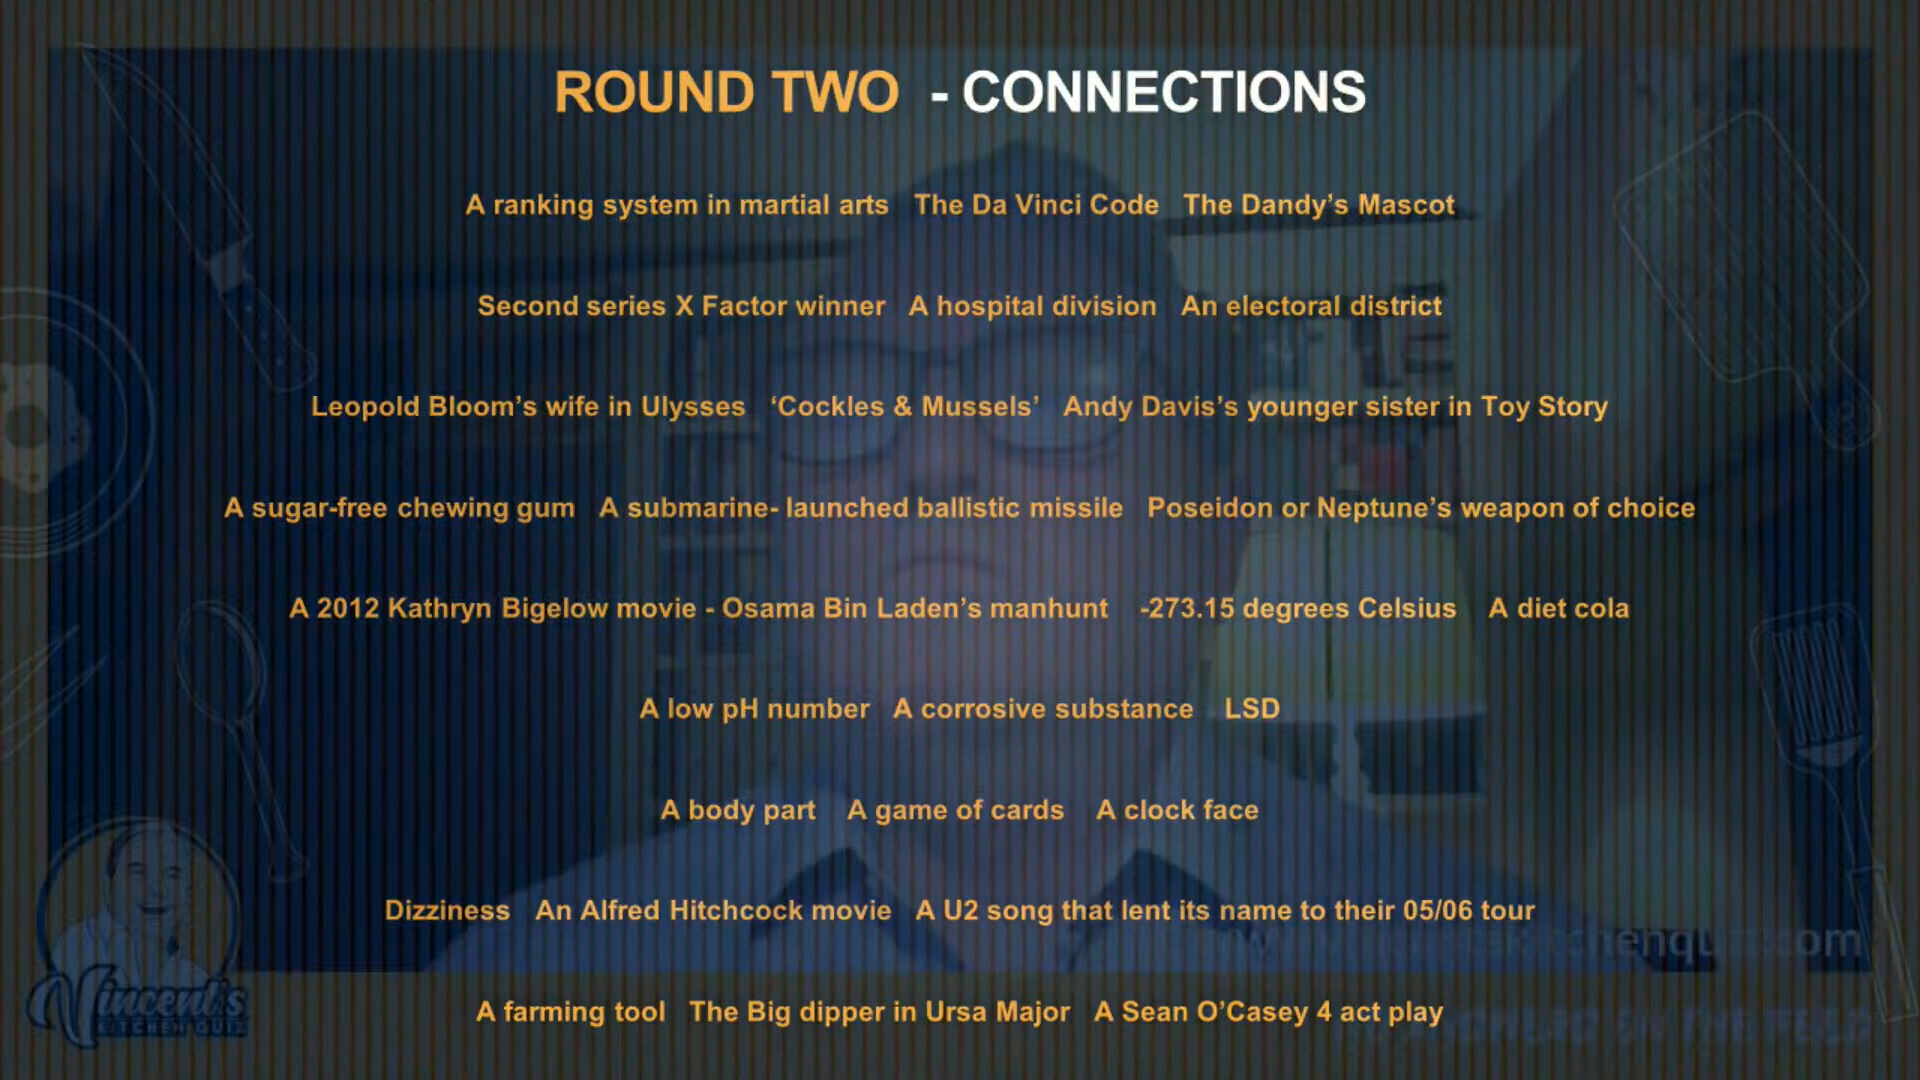 ROUND TWO - CONNECTIONS
A ranking system in martial arts The Da Vinci Code The Dandy's Mascot
Second series X Factor winner A hospital division An electoral district
Leopold Bloom's wife in Ulysses ‘Cockles & Mussels’ Andy Davis's younger sister in Toy Story
A sugar-free chewing gum A submarine- launched ballistic missile Poseidon or Neptune's weapon of choice
A 2012 Kathryn Bigelow movie - Osama Bin Laden's manhunt -273.15 degrees Celsius A diet cola
A low pH number A corrosive substance LSD
A body part A game of cards A clock face
Dizziness An Alfred Hitchcock movie A U2 song that lent its name to their 05/06 tour
A farming tool The Big dipper in Ursa Major A Sean O'Casey 4 act play
Vincent's
KITCHEN QUIZ